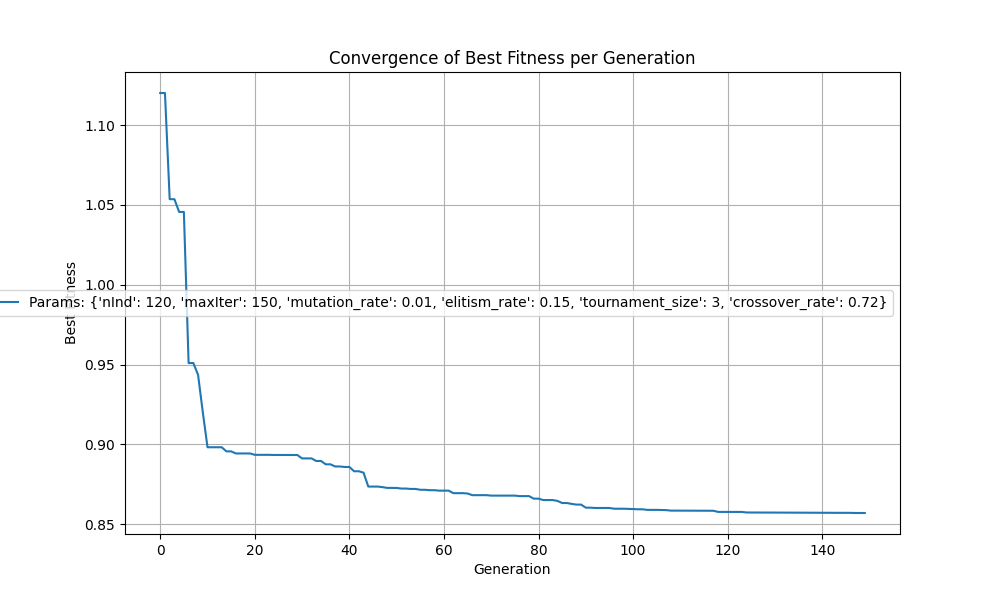 Convergence of Best Fitness per Generation
1.10
1.05
1.00
0.95
0.90
0.85
Best
ness
Params: {'nInd': 120, 'maxIter': 150, 'mutation_rate': 0.01, 'elitism_rate': 0.15, 'tournament_size': 3, 'crossover_rate': 0.72}
0 20 40 60 80 100 120 140
Generation